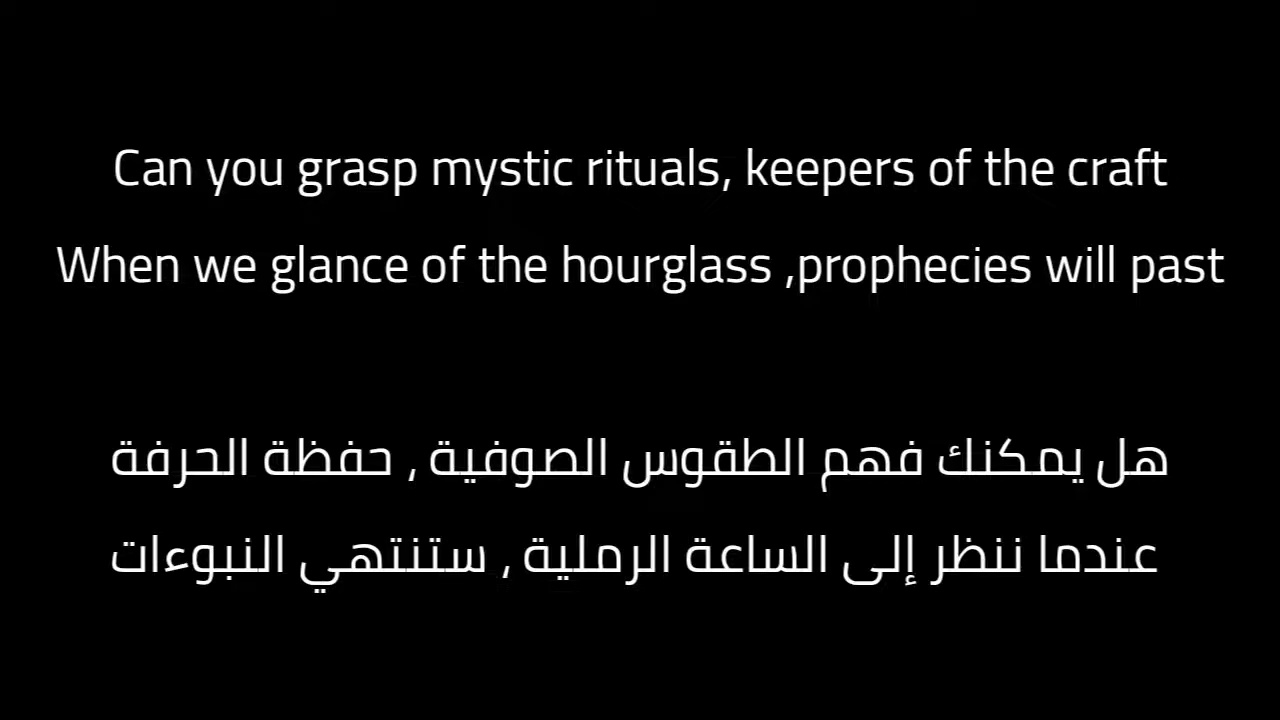 Can you grasp mystic rituals, keepers of the craft
When we glance of the hourglass ,prophecies will past
هل يمكنك فهم الطقوس الصوفية , حفظة الحرفة
عندما ننظر إلى الساعة الرملية , ستنتهي النبوءات